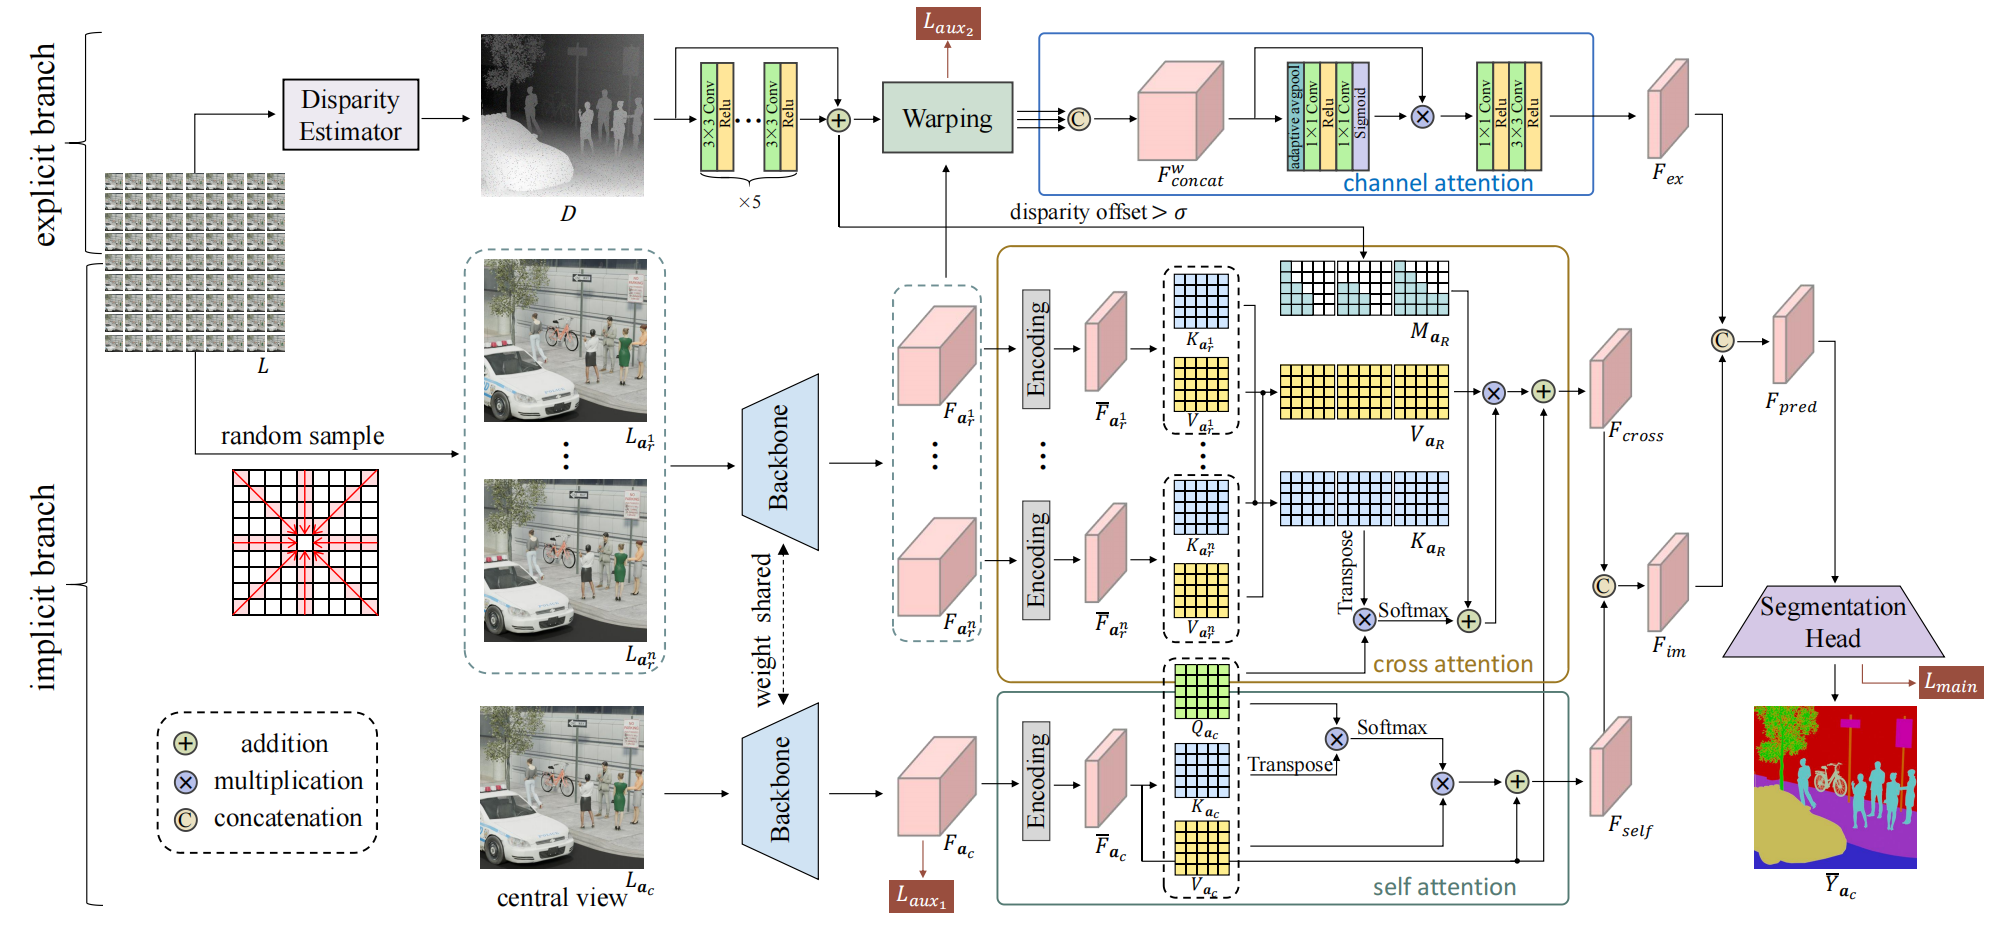 explicit branch
implicit branch
L
Disparity
Estimator
D
3×3 Conv
Relu
...
3×3 Conv
Relu
×5
+
Warping
L_{aux_2}
C
F^{w}_{concat}
adaptive avgpool
1×1 Conv
Relu
1×1 Conv
Sigmoid
×
1×1 Conv
Relu
3×3 Conv
Relu
channel attention
F_{ex}
disparity offset > σ
random sample
L_{a_r^1}
L_{a_r^n}
central view
L_{a_c}
Backbone
weight shared
Backbone
F_{a_r^1}
F_{a_r^n}
F_{a_c}
L_{aux_1}
Encoding
F̅_{a_r^1}
Encoding
F̅_{a_r^n}
K_{a_r^1}
V_{a_r^1}
K_{a_r^n}
V_{a_r^n}
M_{a_R}
V_{a_R}
K_{a_R}
Transpose
×
Softmax
+
×
+
cross attention
Encoding
F̅_{a_c}
Q_{a_c}
K_{a_c}
V_{a_c}
Transpose
×
Softmax
×
+
self attention
F_{cross}
F_{self}
C
F_{im}
C
F_{pred}
Segmentation
Head
L_{main}
Y̅_{a_c}
+ addition
× multiplication
C concatenation